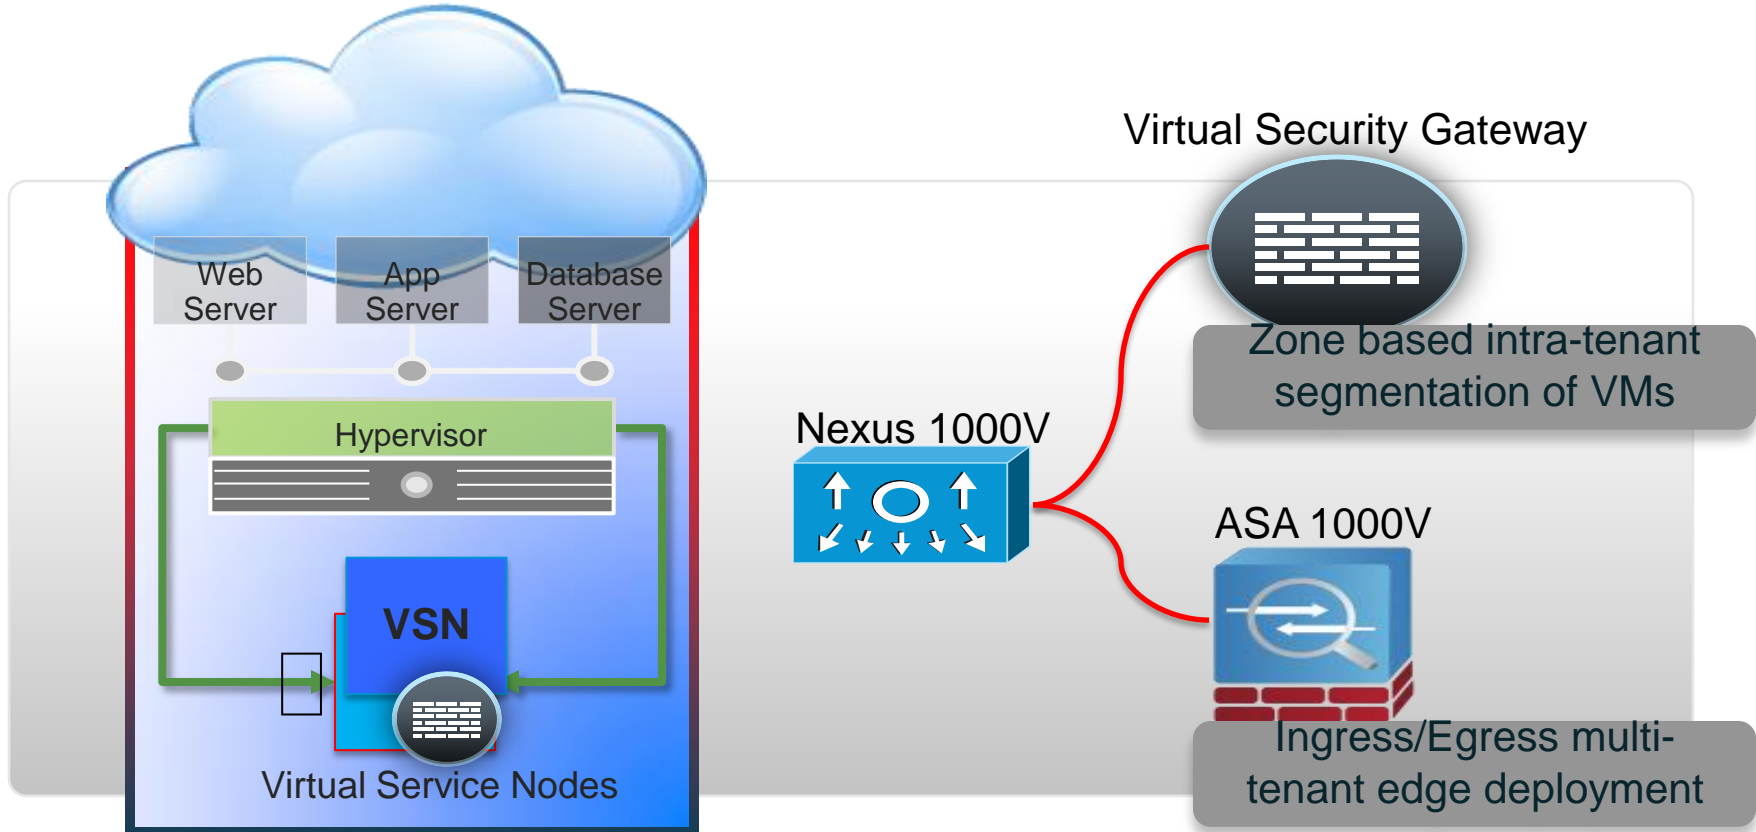 Virtual Security Gateway
Web
Server
App
Server
Database
Server
Zone based intra-tenant
segmentation of VMs
Hypervisor
Nexus 1000V
ASA 1000V
VSN
Virtual Service Nodes
Ingress/Egress multi-
tenant edge deployment